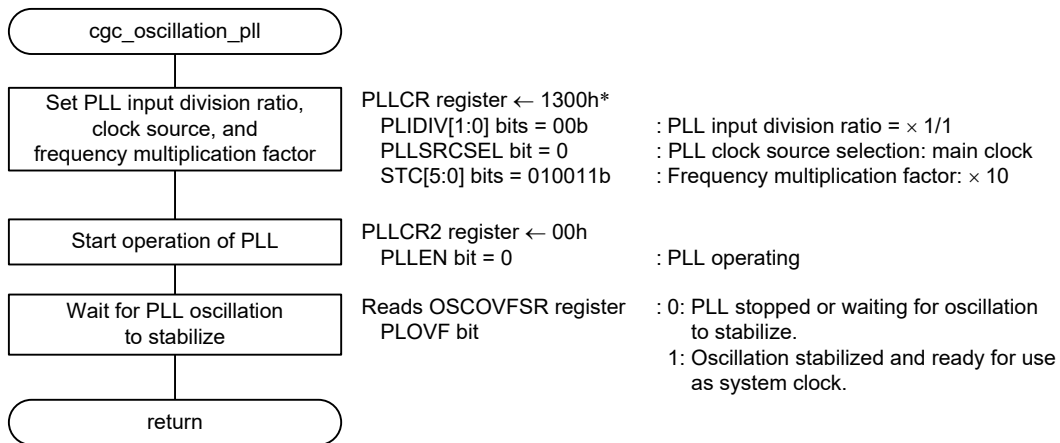 cgc_oscillation_pll
Set PLL input division ratio,
clock source, and
frequency multiplication factor
PLLCR register ← 1300h*
PLIDIV[1:0] bits = 00b : PLL input division ratio = × 1/1
PLLSRCSEL bit = 0 : PLL clock source selection: main clock
STC[5:0] bits = 010011b : Frequency multiplication factor: × 10
Start operation of PLL
PLLCR2 register ← 00h
PLLEN bit = 0 : PLL operating
Wait for PLL oscillation
to stabilize
Reads OSCOVFSR register : 0: PLL stopped or waiting for oscillation
PLOVF bit to stabilize.
1: Oscillation stabilized and ready for use
as system clock.
return